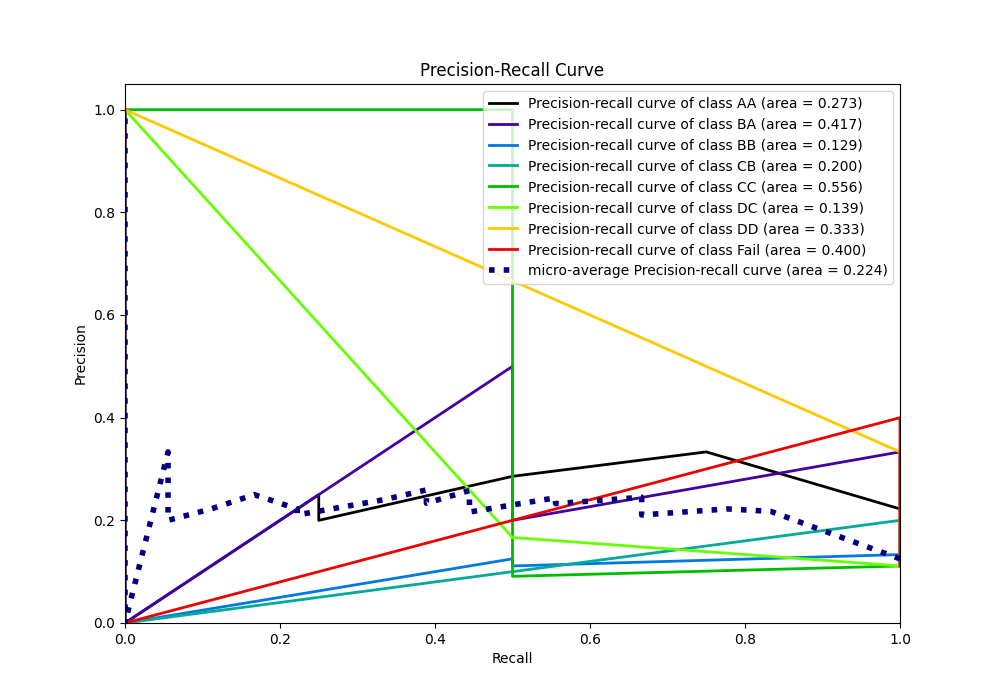 Precision-Recall Curve
Precision-recall curve of class AA (area = 0.273)
Precision-recall curve of class BA (area = 0.417)
Precision-recall curve of class BB (area = 0.129)
Precision-recall curve of class CB (area = 0.200)
Precision-recall curve of class CC (area = 0.556)
Precision-recall curve of class DC (area = 0.139)
Precision-recall curve of class DD (area = 0.333)
Precision-recall curve of class Fail (area = 0.400)
micro-average Precision-recall curve (area = 0.224)
Precision
1.0
0.8
0.6
0.4
0.2
0.0
0.0 0.2 0.4 0.6 0.8 1.0
Recall